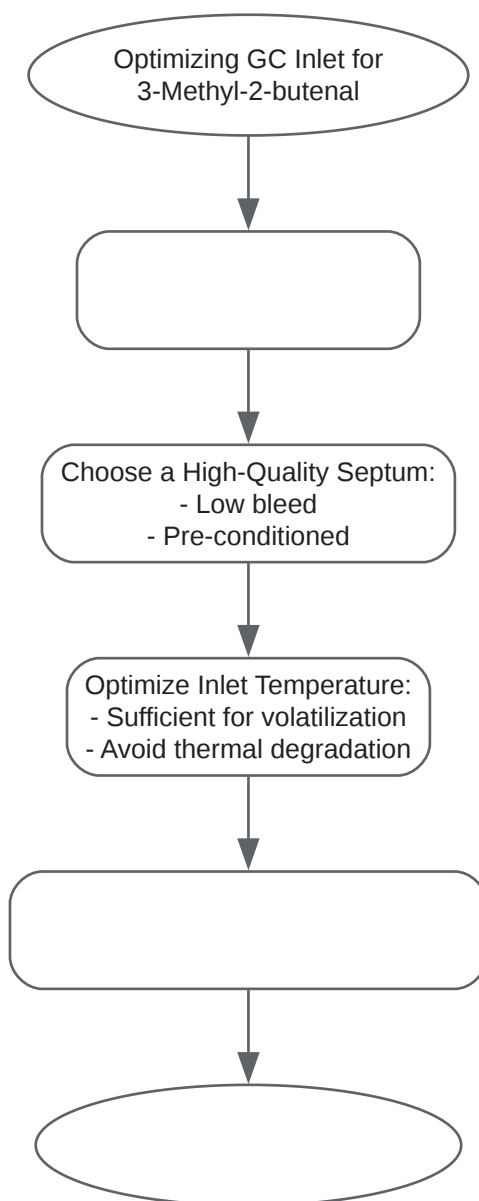 Optimizing GC Inlet for
3-Methyl-2-butenal
Choose a High-Quality Septum:
- Low bleed
- Pre-conditioned
Optimize Inlet Temperature:
- Sufficient for volatilization
- Avoid thermal degradation